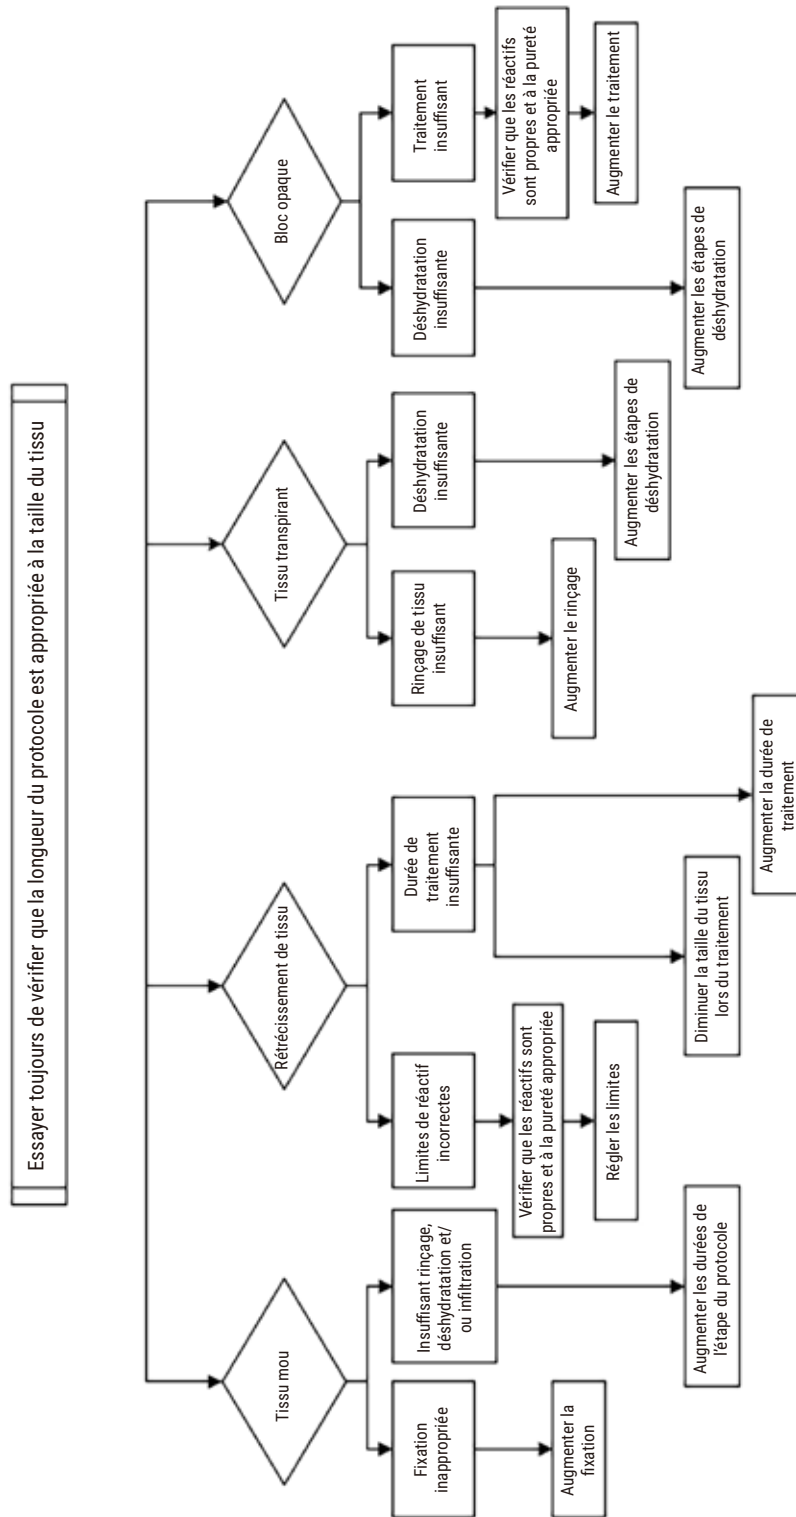 Essayer toujours de vérifier que la longueur du protocole est appropriée à la taille du tissu
Tissu mou
Fixation
inappropriée
Augmenter la
fixation
Insuffisant rinçage,
déshydratation et/
ou infiltration
Augmenter les durées de
l'étape du protocole
Rétrécissement de tissu
Limites de réactif
incorrectes
Vérifier que les réactifs sont
propres et à la pureté appropriée
Régler les limites
Durée de
traitement
insuffisante
Diminuer la taille du tissu
lors du traitement
Augmenter la durée de
traitement
Tissu transpirant
Rinçage de tissu
insuffisant
Augmenter le rinçage
Déshydratation
insuffisante
Augmenter les étapes de
déshydratation
Bloc opaque
Déshydratation
insuffisante
Augmenter les étapes de
déshydratation
Traitement
insuffisant
Vérifier que les réactifs
sont propres et à la pureté
appropriée
Augmenter le traitement